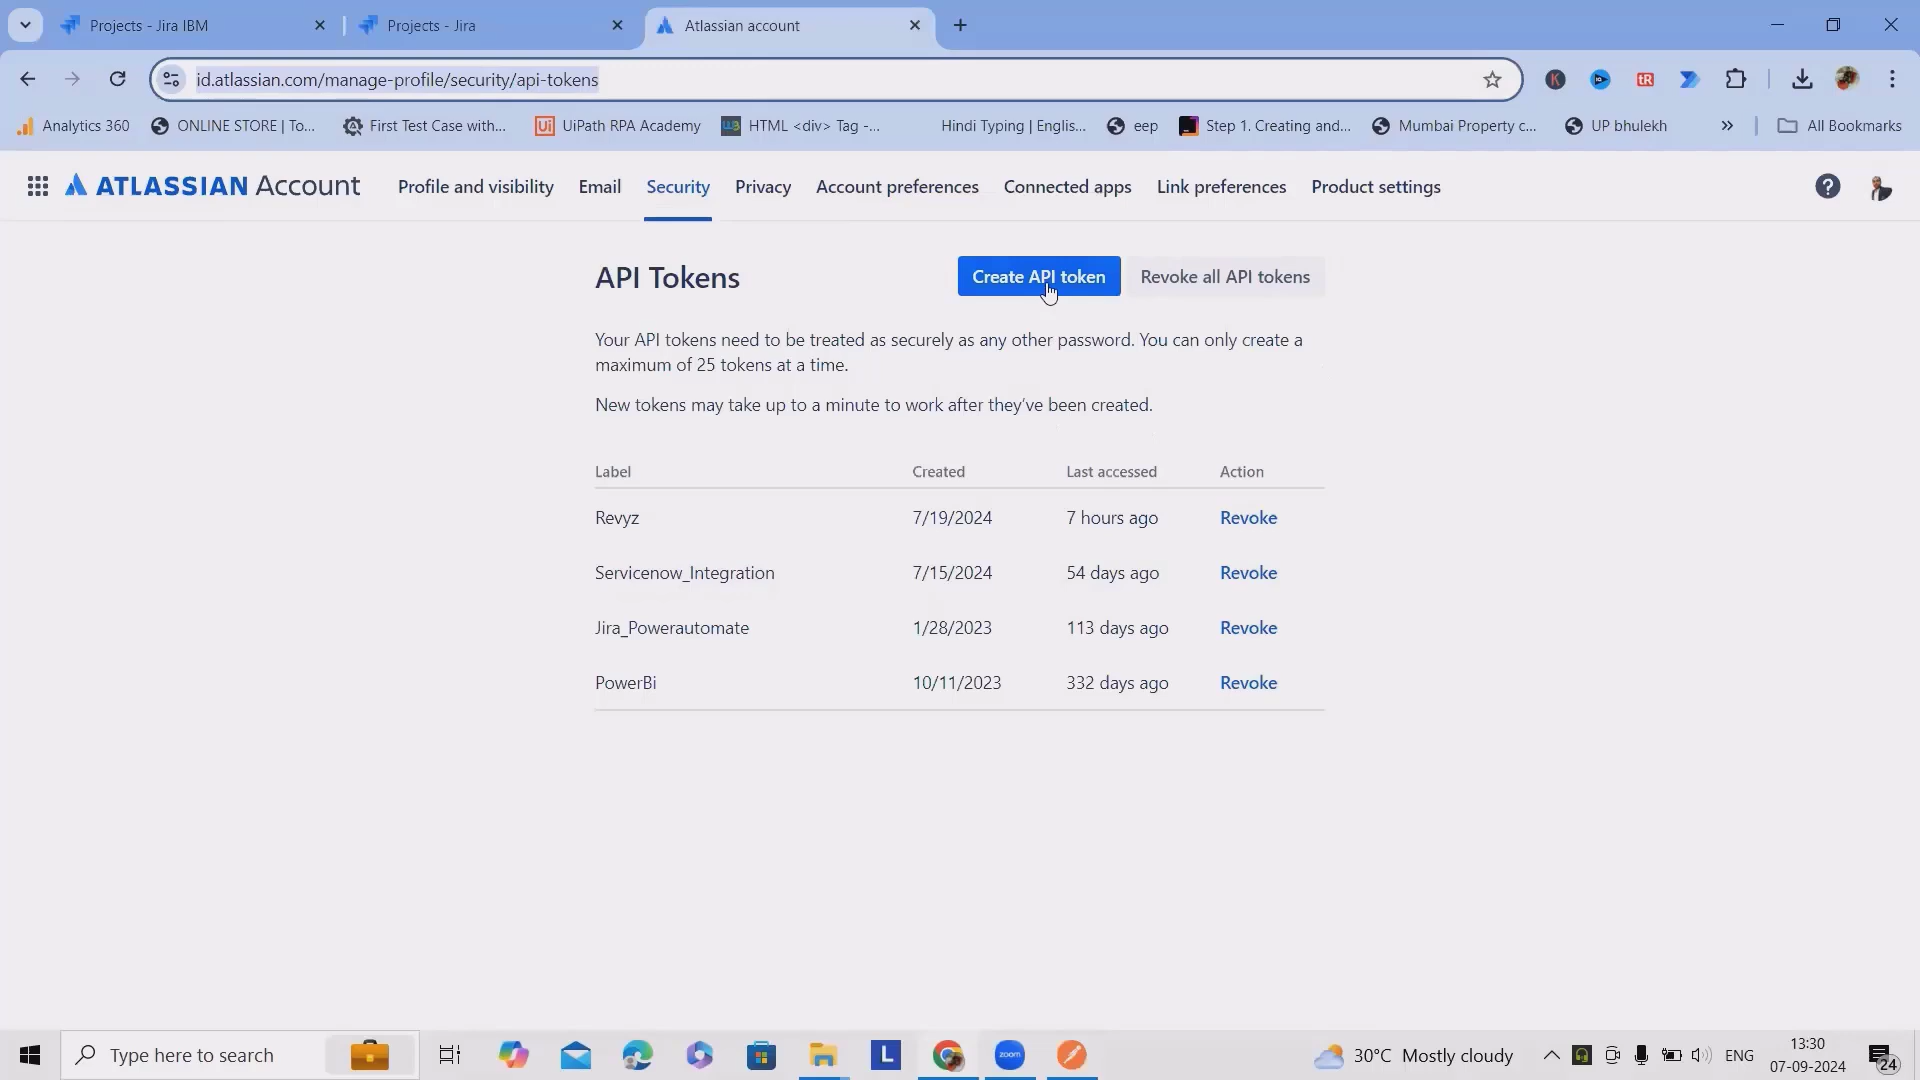 Projects - Jira IBM
Projects - Jira
Atlassian account
id.atlassian.com/manage-profile/security/api-tokens
Analytics 360
ONLINE STORE | To...
First Test Case with...
UiPath RPA Academy
HTML <div> Tag -...
Hindi Typing | Englis...
eep
Step 1. Creating and...
Mumbai Property c...
UP bhulekh
All Bookmarks
ATLASSIAN Account
Profile and visibility
Email
Security
Privacy
Account preferences
Connected apps
Link preferences
Product settings
API Tokens
Create API token
Revoke all API tokens
Your API tokens need to be treated as securely as any other password. You can only create a
maximum of 25 tokens at a time.
New tokens may take up to a minute to work after they've been created.
Label Created Last accessed Action
Revyz 7/19/2024 7 hours ago Revoke
Servicenow_Integration 7/15/2024 54 days ago Revoke
Jira_Powerautomate 1/28/2023 113 days ago Revoke
PowerBi 10/11/2023 332 days ago Revoke
Type here to search
L
zoom
30°C Mostly cloudy
ENG
13:30
07-09-2024
24